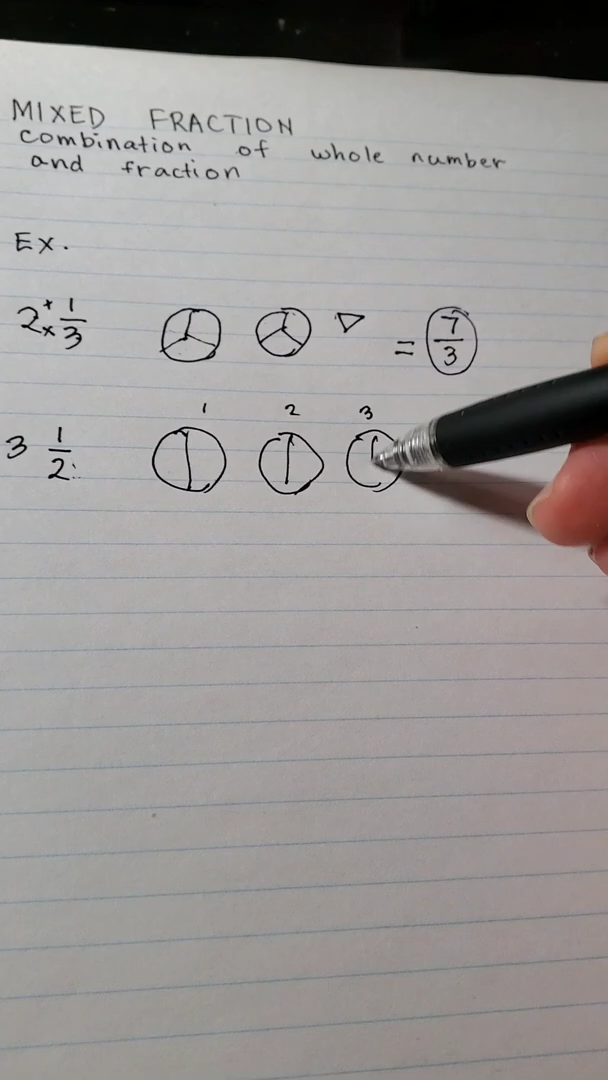 MIXED FRACTION
combination of whole number
and fraction
Ex.
2 + × 1/3 = 7/3
1 2 3
3 1/2